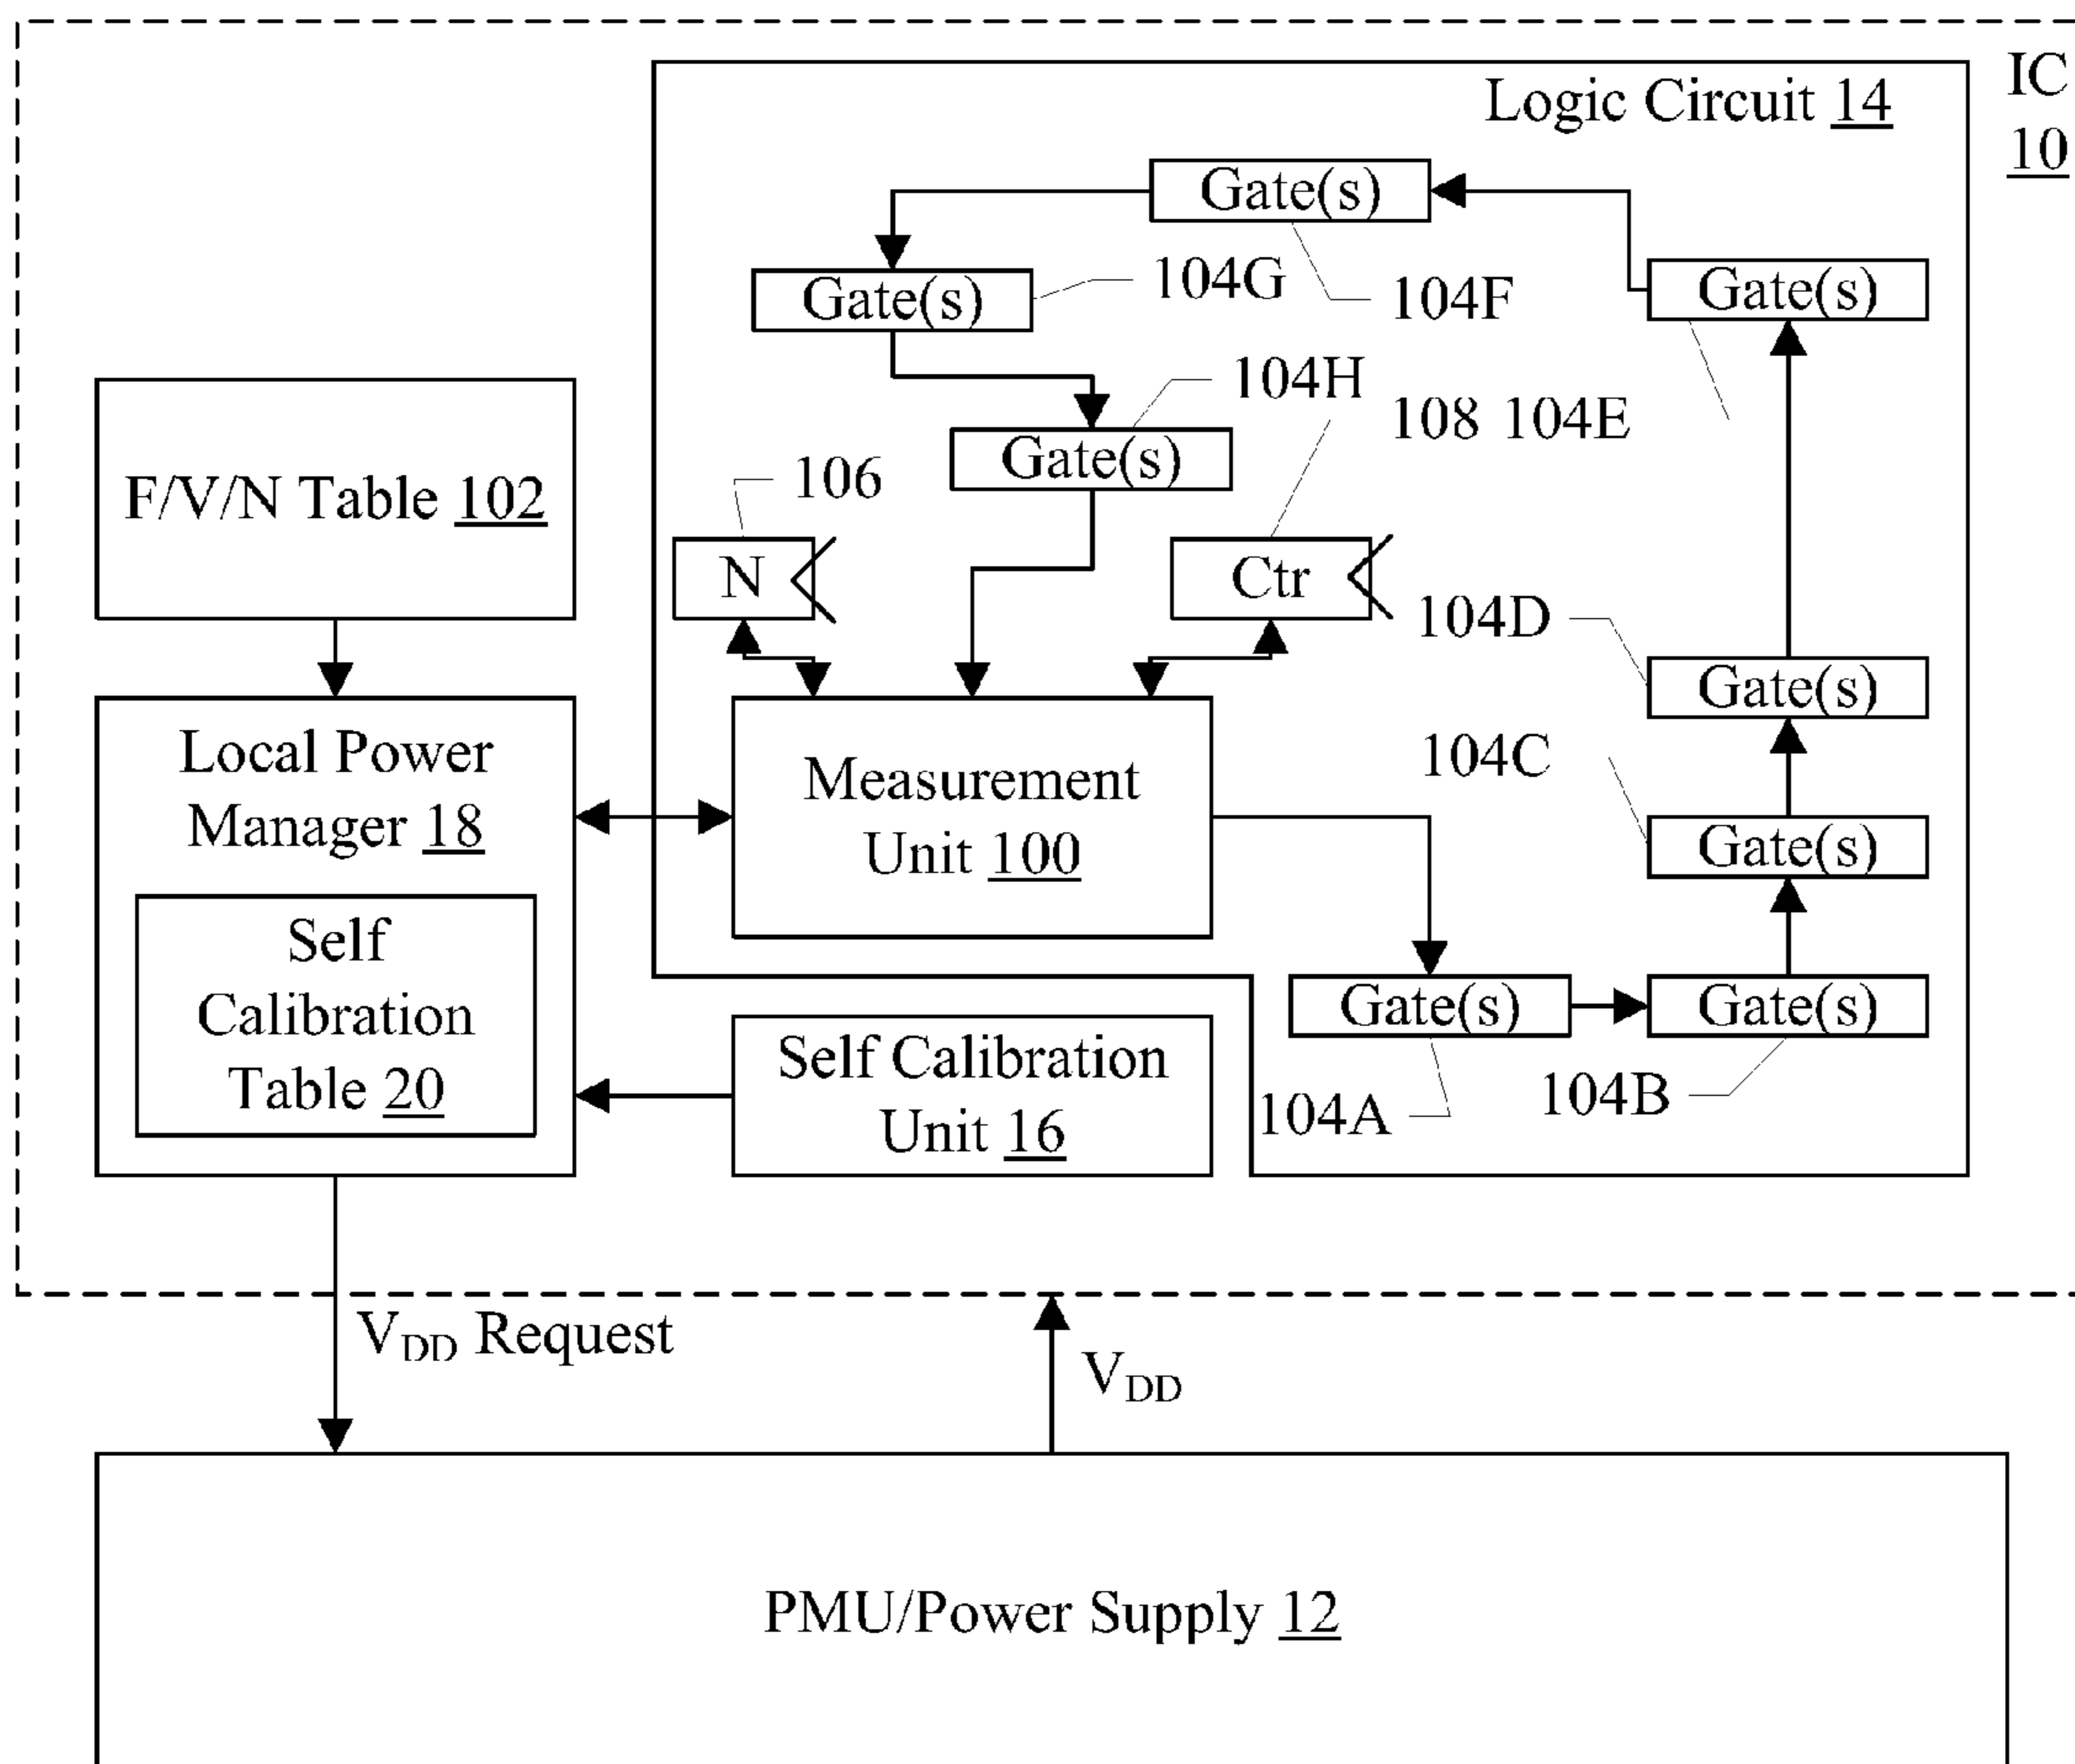 IC
10
Logic Circuit 14
Gate(s)
Gate(s)
104G
104F
Gate(s)
104H
108 104E
Gate(s)
106
F/V/N Table 102
N
Ctr
104D
Gate(s)
Local Power
Manager 18
Measurement
Unit 100
104C
Gate(s)
Self
Calibration
Table 20
Gate(s)
Gate(s)
Self Calibration
Unit 16
104A
104B
VDD Request
VDD
PMU/Power Supply 12